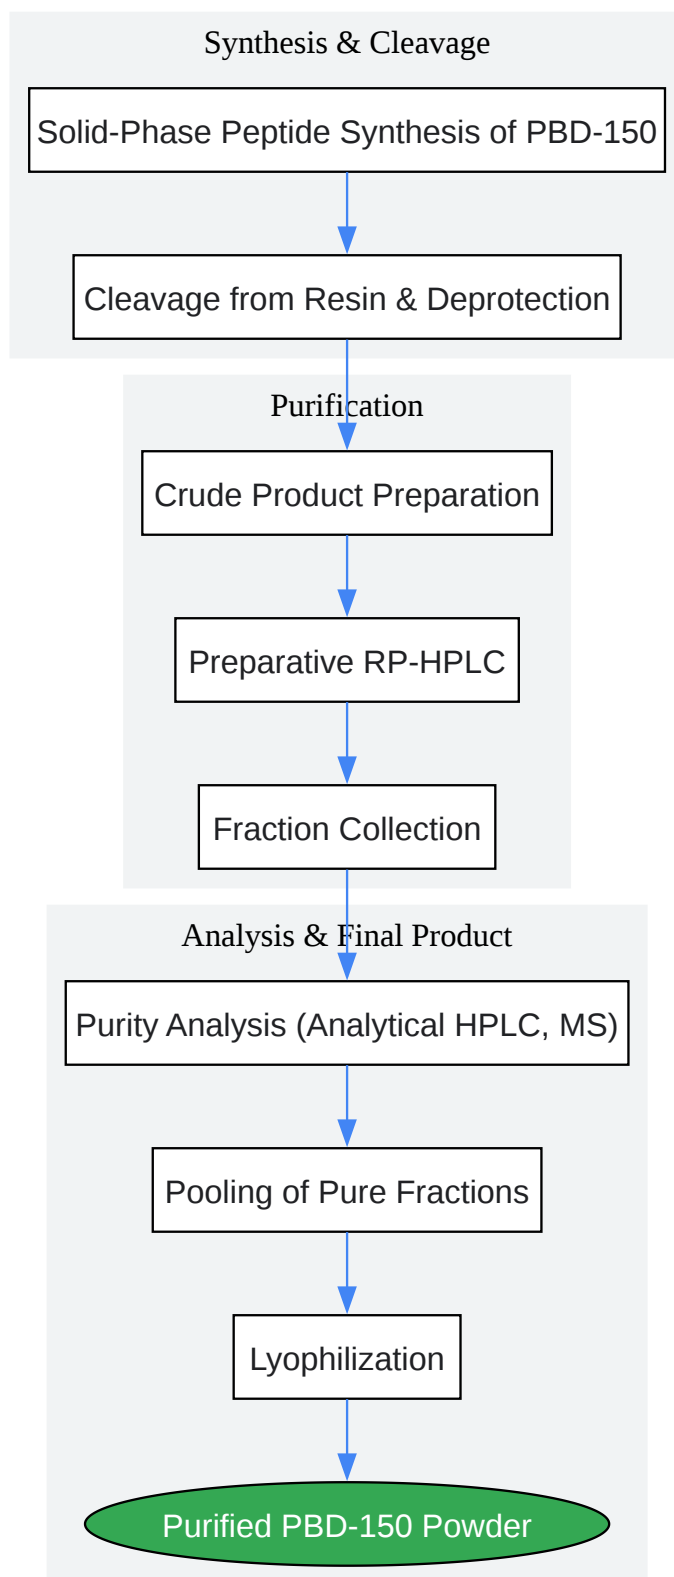 Synthesis & Cleavage
Solid-Phase Peptide Synthesis of PBD-150
Cleavage from Resin & Deprotection
Purification
Crude Product Preparation
Preparative RP-HPLC
Fraction Collection
Analysis & Final Product
Purity Analysis (Analytical HPLC, MS)
Pooling of Pure Fractions
Lyophilization
Purified PBD-150 Powder